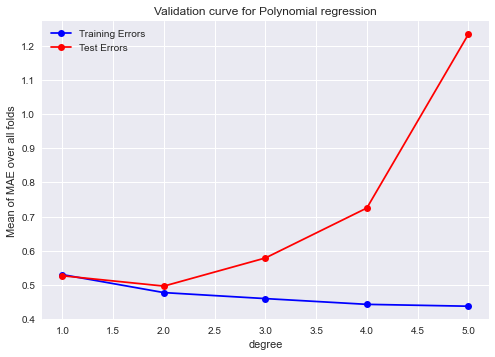 Validation curve for Polynomial regression
Training Errors
Test Errors
Mean of MAE over all folds
1.2
1.1
1.0
0.9
0.8
0.7
0.6
0.5
0.4
1.0 1.5 2.0 2.5 3.0 3.5 4.0 4.5 5.0
degree